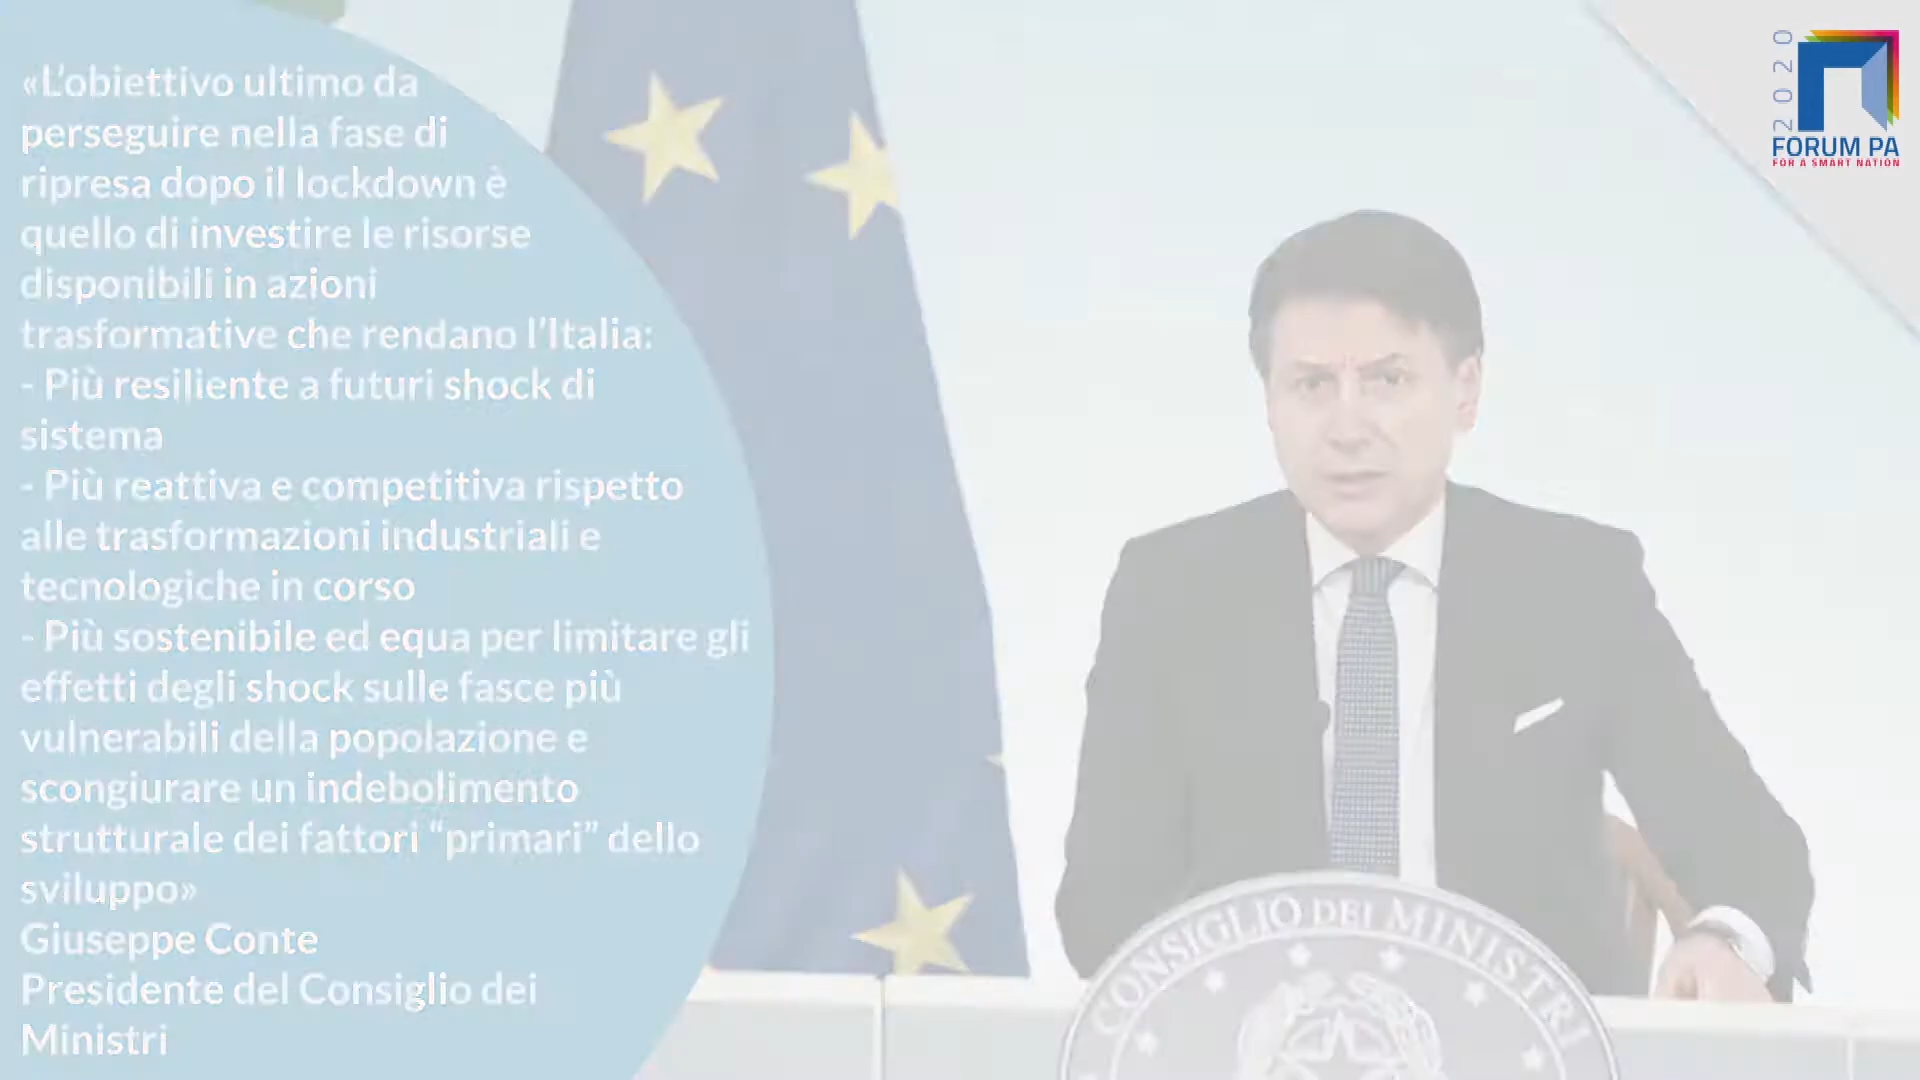 «L’obiettivo ultimo da
perseguire nella fase di
ripresa dopo il lockdown è
quello di investire le risorse
disponibili in azioni
trasformative che rendano l’Italia:
- Più resiliente a futuri shock di
sistema
- Più reattiva e competitiva rispetto
alle trasformazioni industriali e
tecnologiche in corso
- Più sostenibile ed equa per limitare gli
effetti degli shock sulle fasce più
vulnerabili della popolazione e
scongiurare un indebolimento
strutturale dei fattori “primari” dello
sviluppo»
Giuseppe Conte
Presidente del Consiglio dei
Ministri
2020
FORUM PA
FOR A SMART NATION
CONSIGLIO DEI MINISTRI